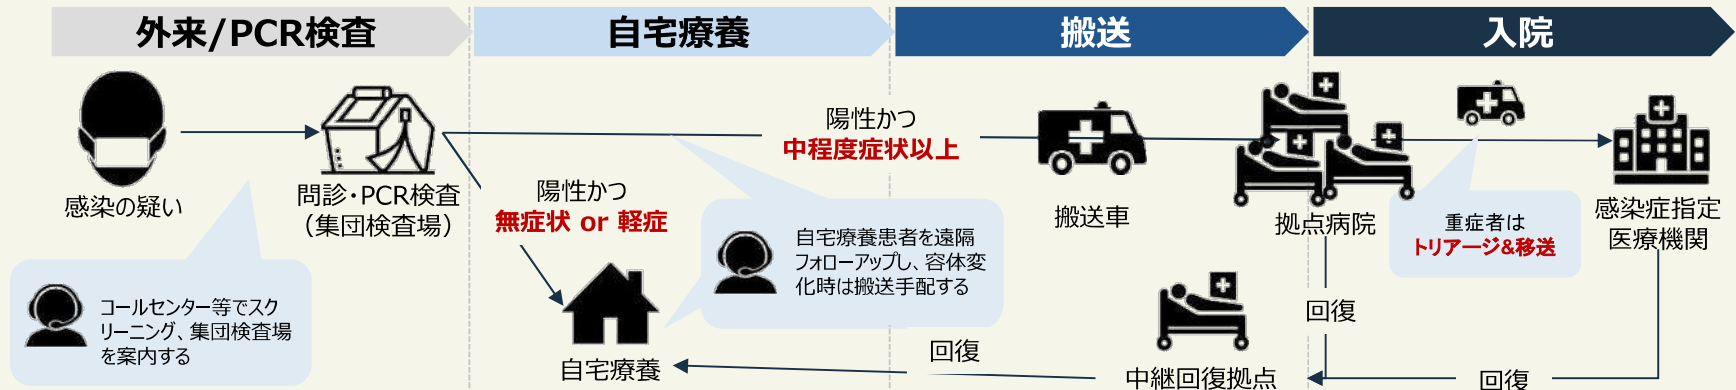 外来/PCR検査
自宅療養
搬送
入院
感染の疑い
問診・PCR検査
（集団検査場）
コールセンター等でスク
リーニング、集団検査場
を案内する
陽性かつ
無症状 or 軽症
自宅療養
陽性かつ
中程度症状以上
自宅療養患者を遠隔
フォローアップし、容体変
化時は搬送手配する
搬送車
拠点病院
重症者は
トリアージ&移送
感染症指定
医療機関
回復
回復
中継回復拠点
回復